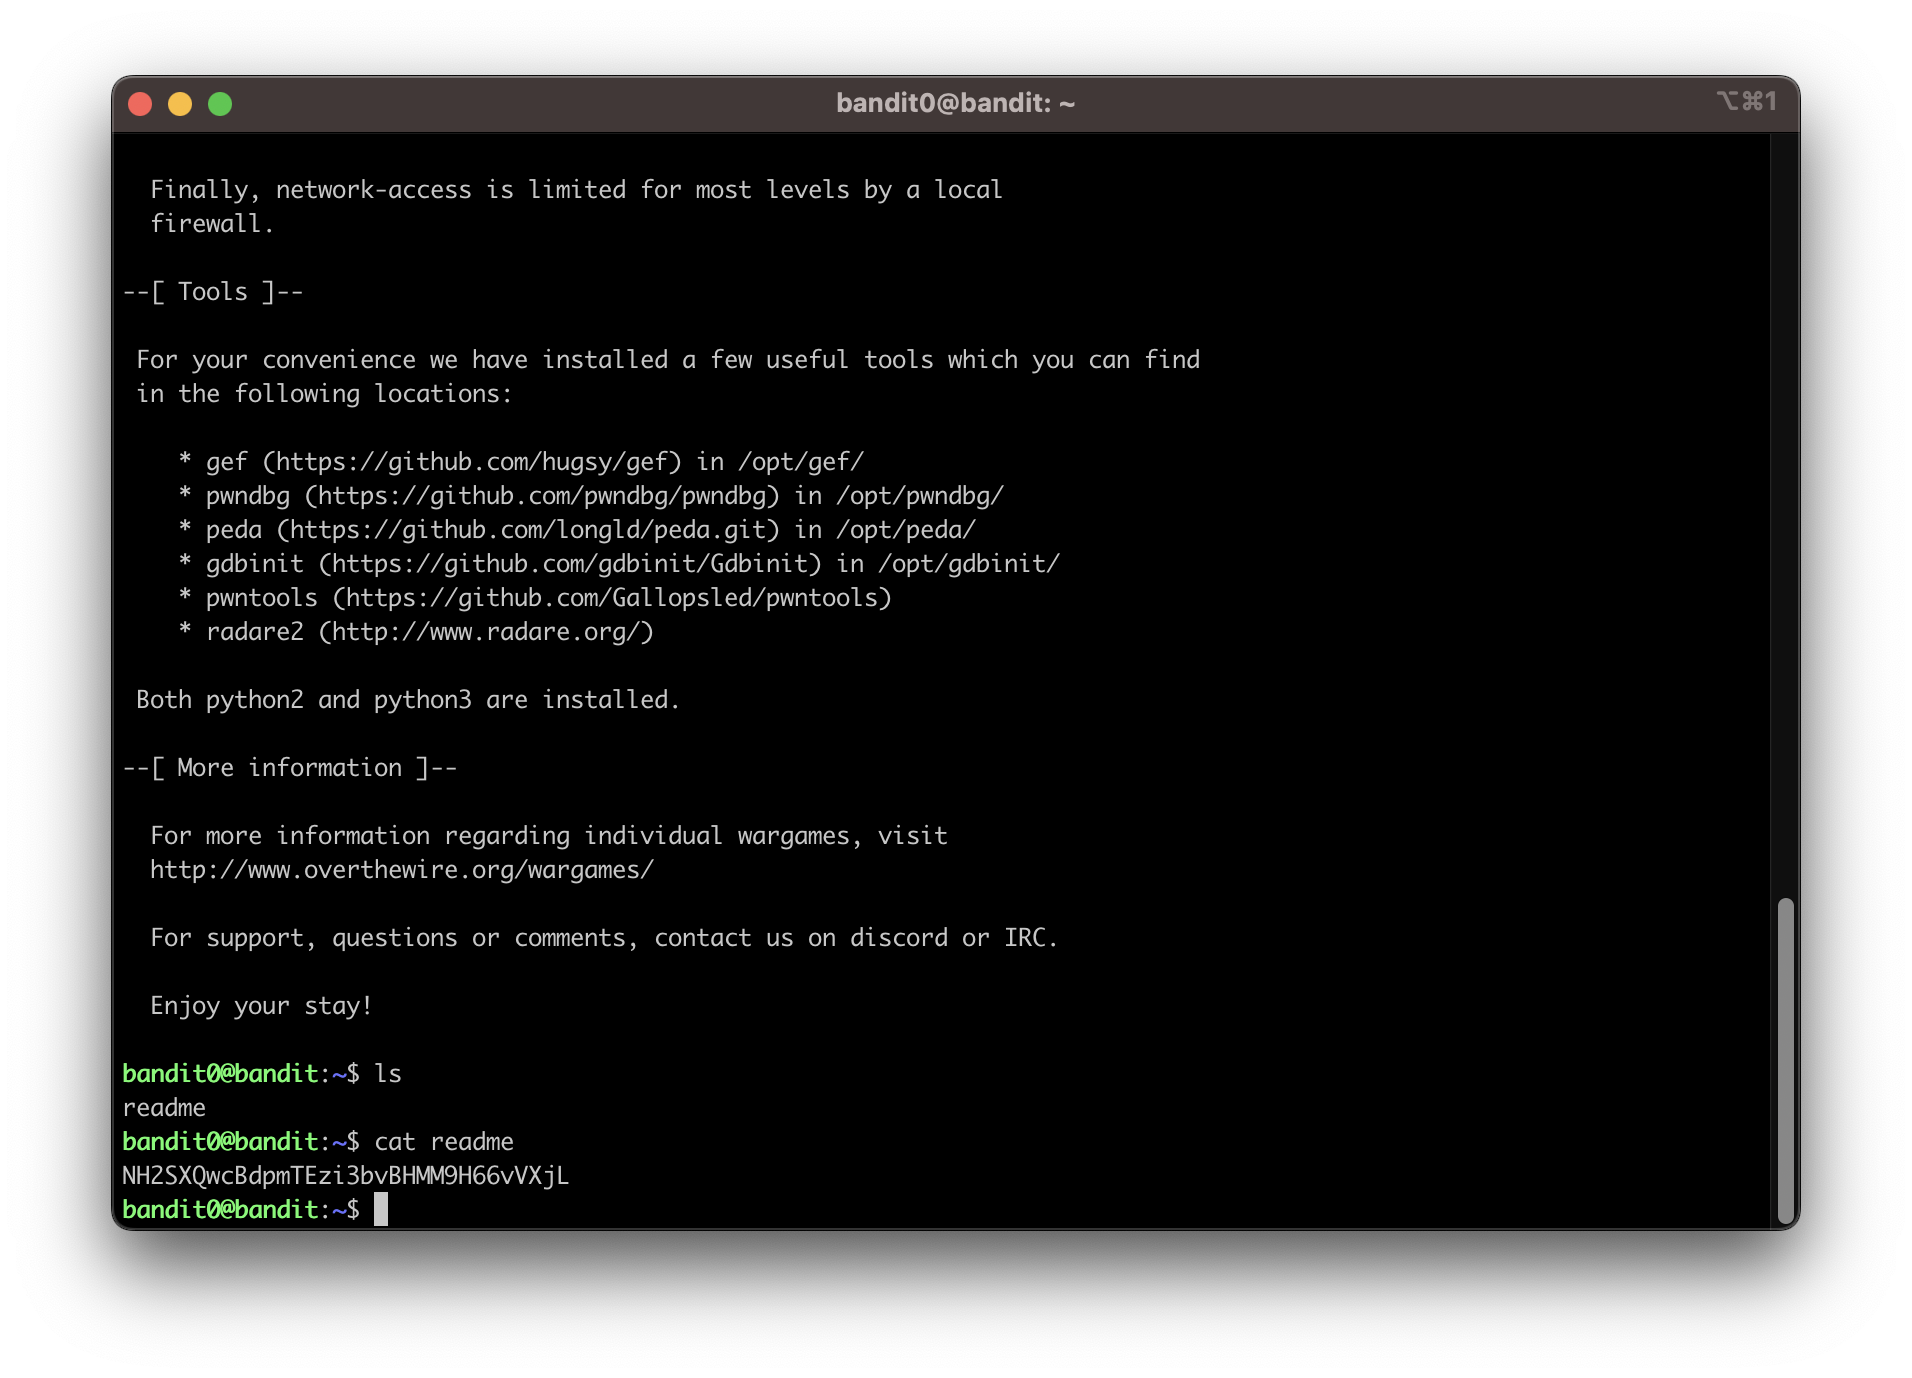 bandit0@bandit: ~
⌥⌘1
Finally, network-access is limited for most levels by a local
firewall.
--[ Tools ]--
For your convenience we have installed a few useful tools which you can find
in the following locations:
* gef (https://github.com/hugsy/gef) in /opt/gef/
* pwndbg (https://github.com/pwndbg/pwndbg) in /opt/pwndbg/
* peda (https://github.com/longld/peda.git) in /opt/peda/
* gdbinit (https://github.com/gdbinit/Gdbinit) in /opt/gdbinit/
* pwntools (https://github.com/Gallopsled/pwntools)
* radare2 (http://www.radare.org/)
Both python2 and python3 are installed.
--[ More information ]--
For more information regarding individual wargames, visit
http://www.overthewire.org/wargames/
For support, questions or comments, contact us on discord or IRC.
Enjoy your stay!
bandit0@bandit:~$ ls
readme
bandit0@bandit:~$ cat readme
NH2SXQwcBdpmTEzi3bvBHMM9H66vVXjL
bandit0@bandit:~$